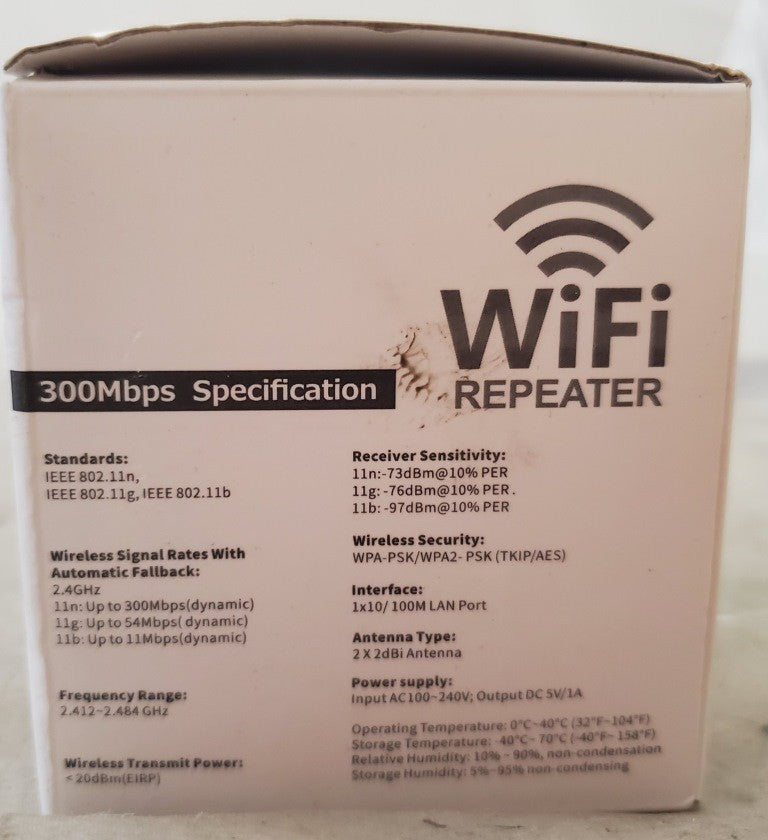 WiFi
REPEATER
300Mbps Specification
Standards:
IEEE 802.11n,
IEEE 802.11g, IEEE 802.11b
Wireless Signal Rates With
Automatic Fallback:
2.4GHz
11n: Up to 300Mbps(dynamic)
11g: Up to 54Mbps( dynamic)
11b: Up to 11Mbps(dynamic)
Frequency Range:
2.412~2.484 GHz
Wireless Transmit Power:
< 20dBm(EIRP)
Receiver Sensitivity:
11n:-73dBm@10% PER
11g: -76dBm@10% PER .
11b: -97dBm@10% PER
Wireless Security:
WPA-PSK/WPA2- PSK (TKIP/AES)
Interface:
1x10/ 100M LAN Port
Antenna Type:
2 X 2dBi Antenna
Power supply:
Input AC100~240V; Output DC 5V/1A
Operating Temperature: 0°C~40°C (32°F~104°F)
Storage Temperature: -40°C~ 70°C (-40°F~ 158°F)
Relative Humidity: 10% ~ 90%, non-condensation
Storage Humidity: 5%~95% non-condensing